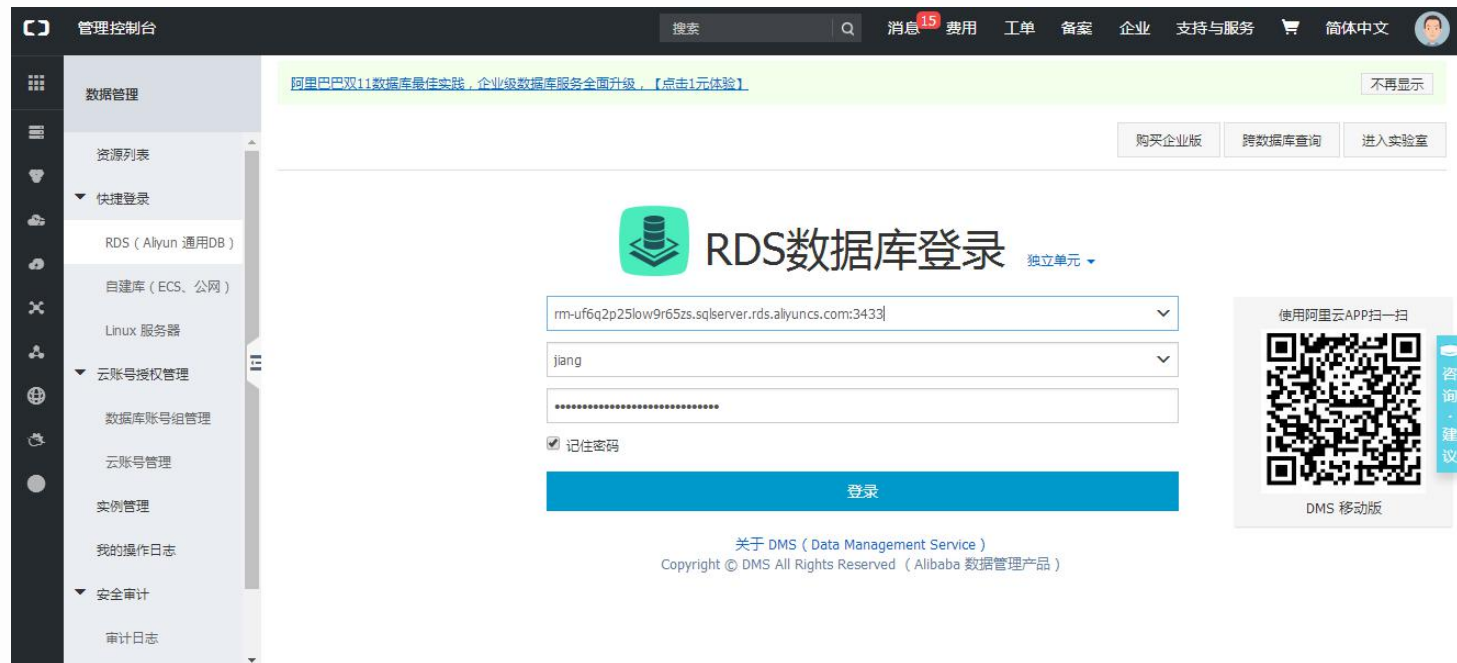 管理控制台
搜索
消息 15 费用 工单 备案 企业 支持与服务 简体中文
数据管理
资源列表
快捷登录
RDS ( Aliyun 通用DB )
自建库 ( ECS、公网 )
Linux 服务器
云账号授权管理
数据库账号组管理
云账号管理
实例管理
我的操作日志
安全审计
审计日志
阿里巴巴双11数据库最佳实践，企业级数据库服务全面升级，【点击1元体验】
不再显示
购买企业版 跨数据库查询 进入实验室
RDS数据库登录 独立单元
rm-uf6q2p25low9r65zs.sqlserver.rds.aliyuncs.com:3433
jiang
记住密码
登录
关于 DMS ( Data Management Service )
Copyright © DMS All Rights Reserved （ Alibaba 数据管理产品 ）
使用阿里云APP扫一扫
DMS 移动版
咨询·建议